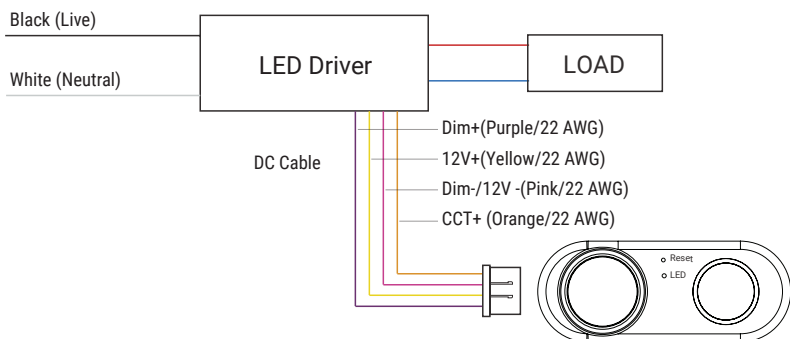 Black (Live)
White (Neutral)
LED Driver
LOAD
Dim+(Purple/22 AWG)
12V+(Yellow/22 AWG)
DC Cable
Dim-/12V -(Pink/22 AWG)
CCT+ (Orange/22 AWG)
Reset
LED